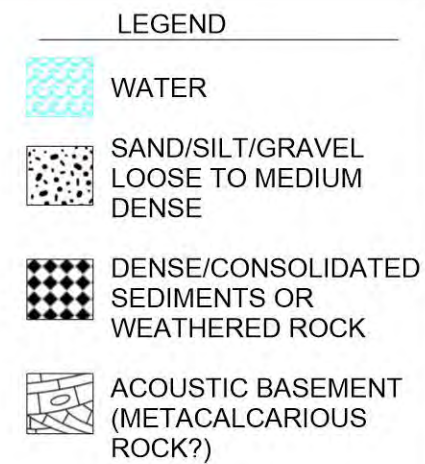 LEGEND
WATER
SAND/SILT/GRAVEL
LOOSE TO MEDIUM
DENSE
DENSE/CONSOLIDATED
SEDIMENTS OR
WEATHERED ROCK
ACOUSTIC BASEMENT
(METACALCARIOUS
ROCK?)